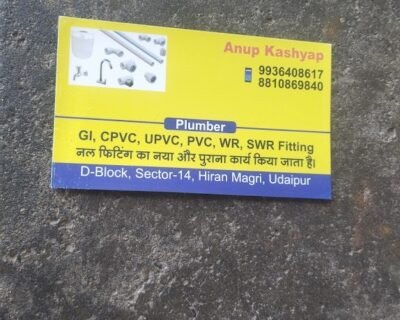 Anup Kashyap
9936408617
8810869840
Plumber
GI, CPVC, UPVC, PVC, WR, SWR Fitting
नल फिटिंग का नया और पुराना कार्य किया जाता है।
D-Block, Sector-14, Hiran Magri, Udaipur